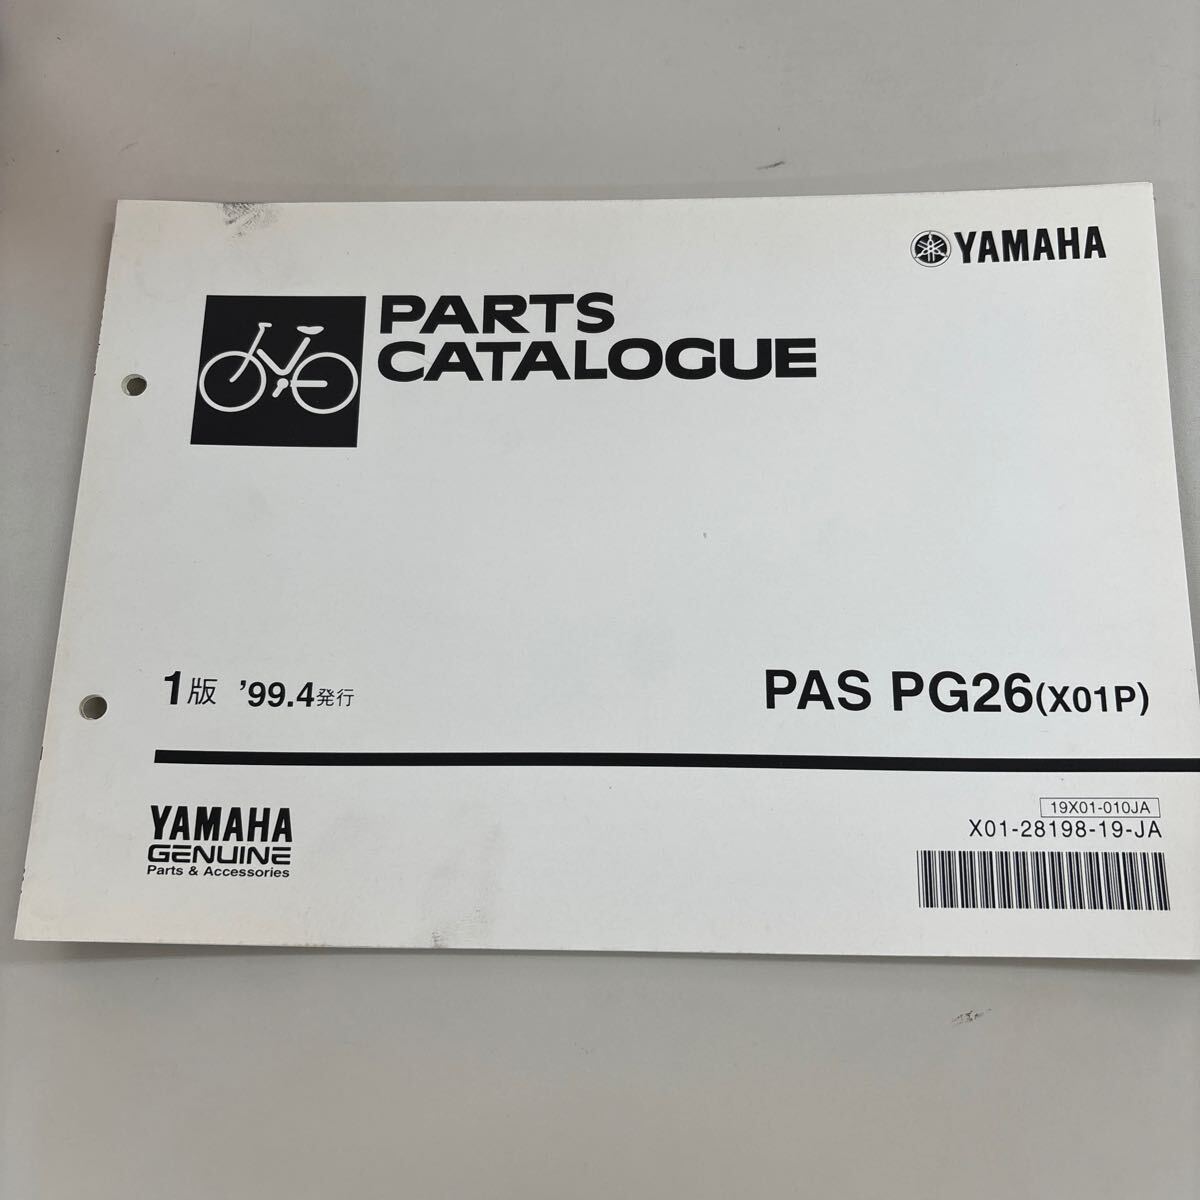 YAMAHA
PARTS
CATALOGUE
1版 '99.4発行
PAS PG26(X01P)
YAMAHA
GENUINE
Parts & Accessories
19X01-010JA
X01-28198-19-JA